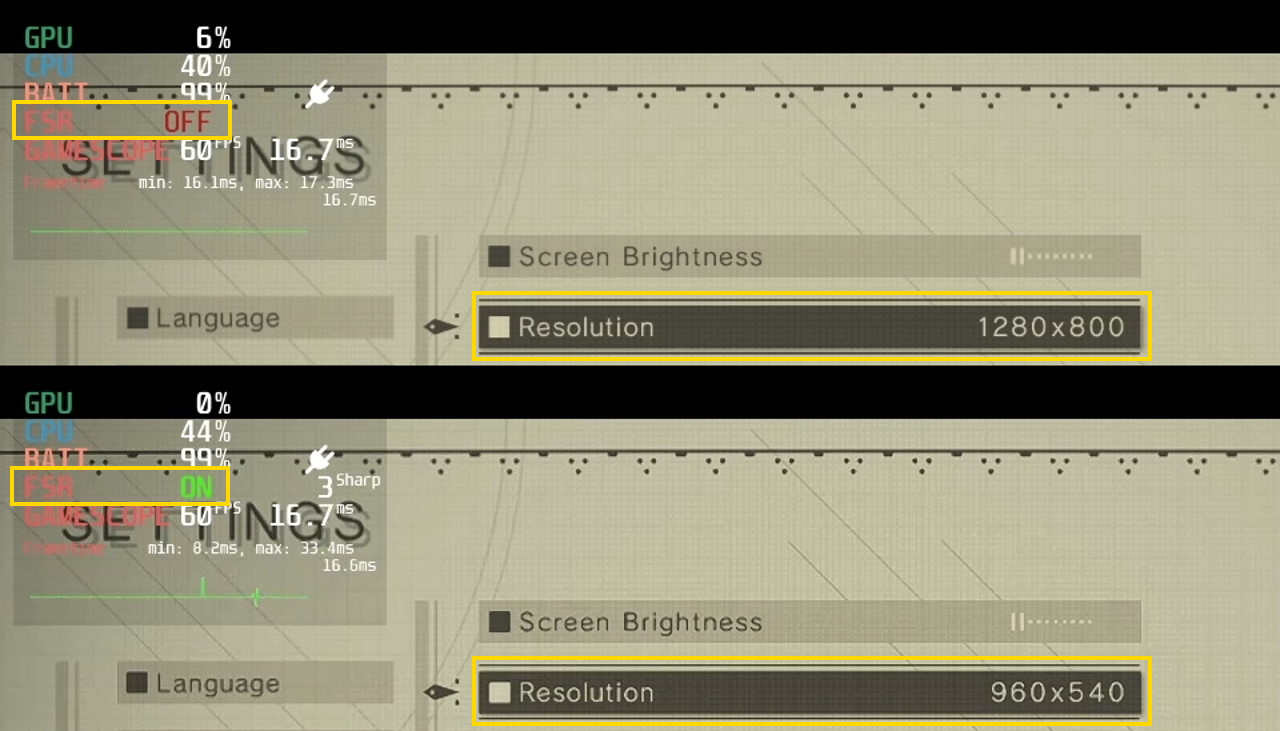 GPU 6%
CPU 40%
BATT 99%
FSR OFF
GAMESCOPE 60FPS 16.7ms
SETTINGS
Frametime min: 16.1ms, max: 17.3ms
16.7ms
Screen Brightness
Language
Resolution 1280x800
GPU 0%
CPU 44%
BATT 99%
FSR ON 3Sharp
GAMESCOPE 60FPS 16.7ms
SETTINGS
Frametime min: 8.2ms, max: 33.4ms
16.6ms
Screen Brightness
Language
Resolution 960x540